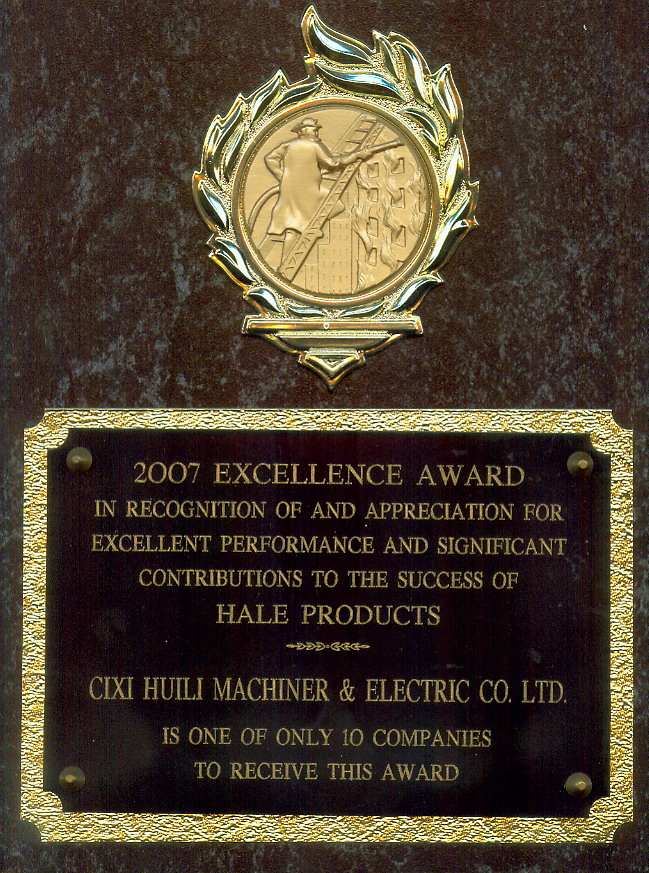 2007 EXCELLENCE AWARD
IN RECOGNITION OF AND APPRECIATION FOR
EXCELLENT PERFORMANCE AND SIGNIFICANT
CONTRIBUTIONS TO THE SUCCESS OF
HALE PRODUCTS
CIXI HUILI MACHINER & ELECTRIC CO. LTD.
IS ONE OF ONLY 10 COMPANIES
TO RECEIVE THIS AWARD